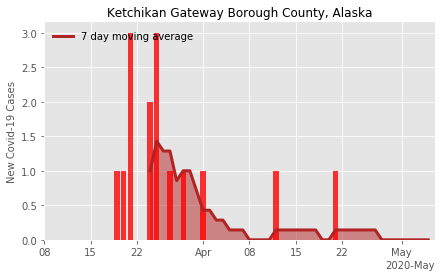 Ketchikan Gateway Borough County, Alaska
7 day moving average
New Covid-19 Cases
3.0
2.5
2.0
1.5
1.0
0.5
0.0
08 15 22 Apr 08 15 22 May
2020-May